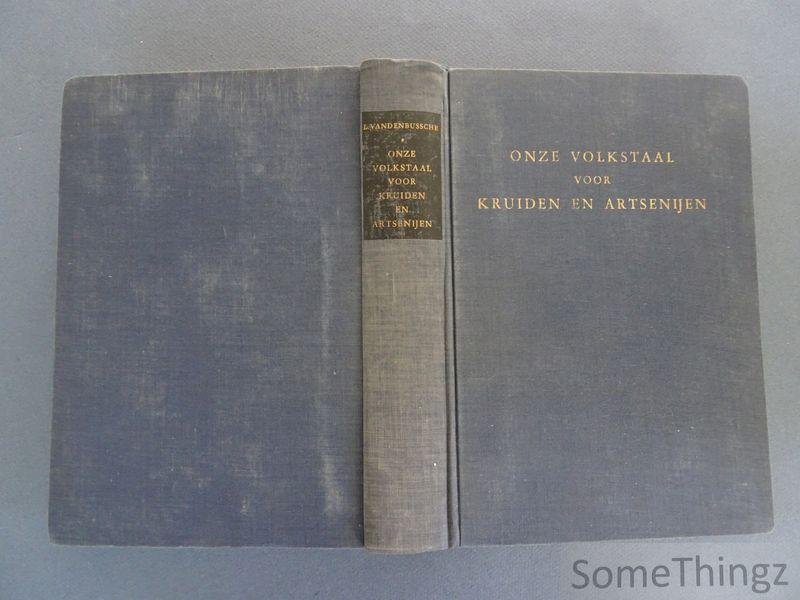 L. VANDENBUSSCHE
ONZE
VOLKSTAAL
VOOR
KRUIDEN
EN
ARTSENIJEN
ONZE VOLKSTAAL
VOOR
KRUIDEN EN ARTSENIJEN
SomeThingz